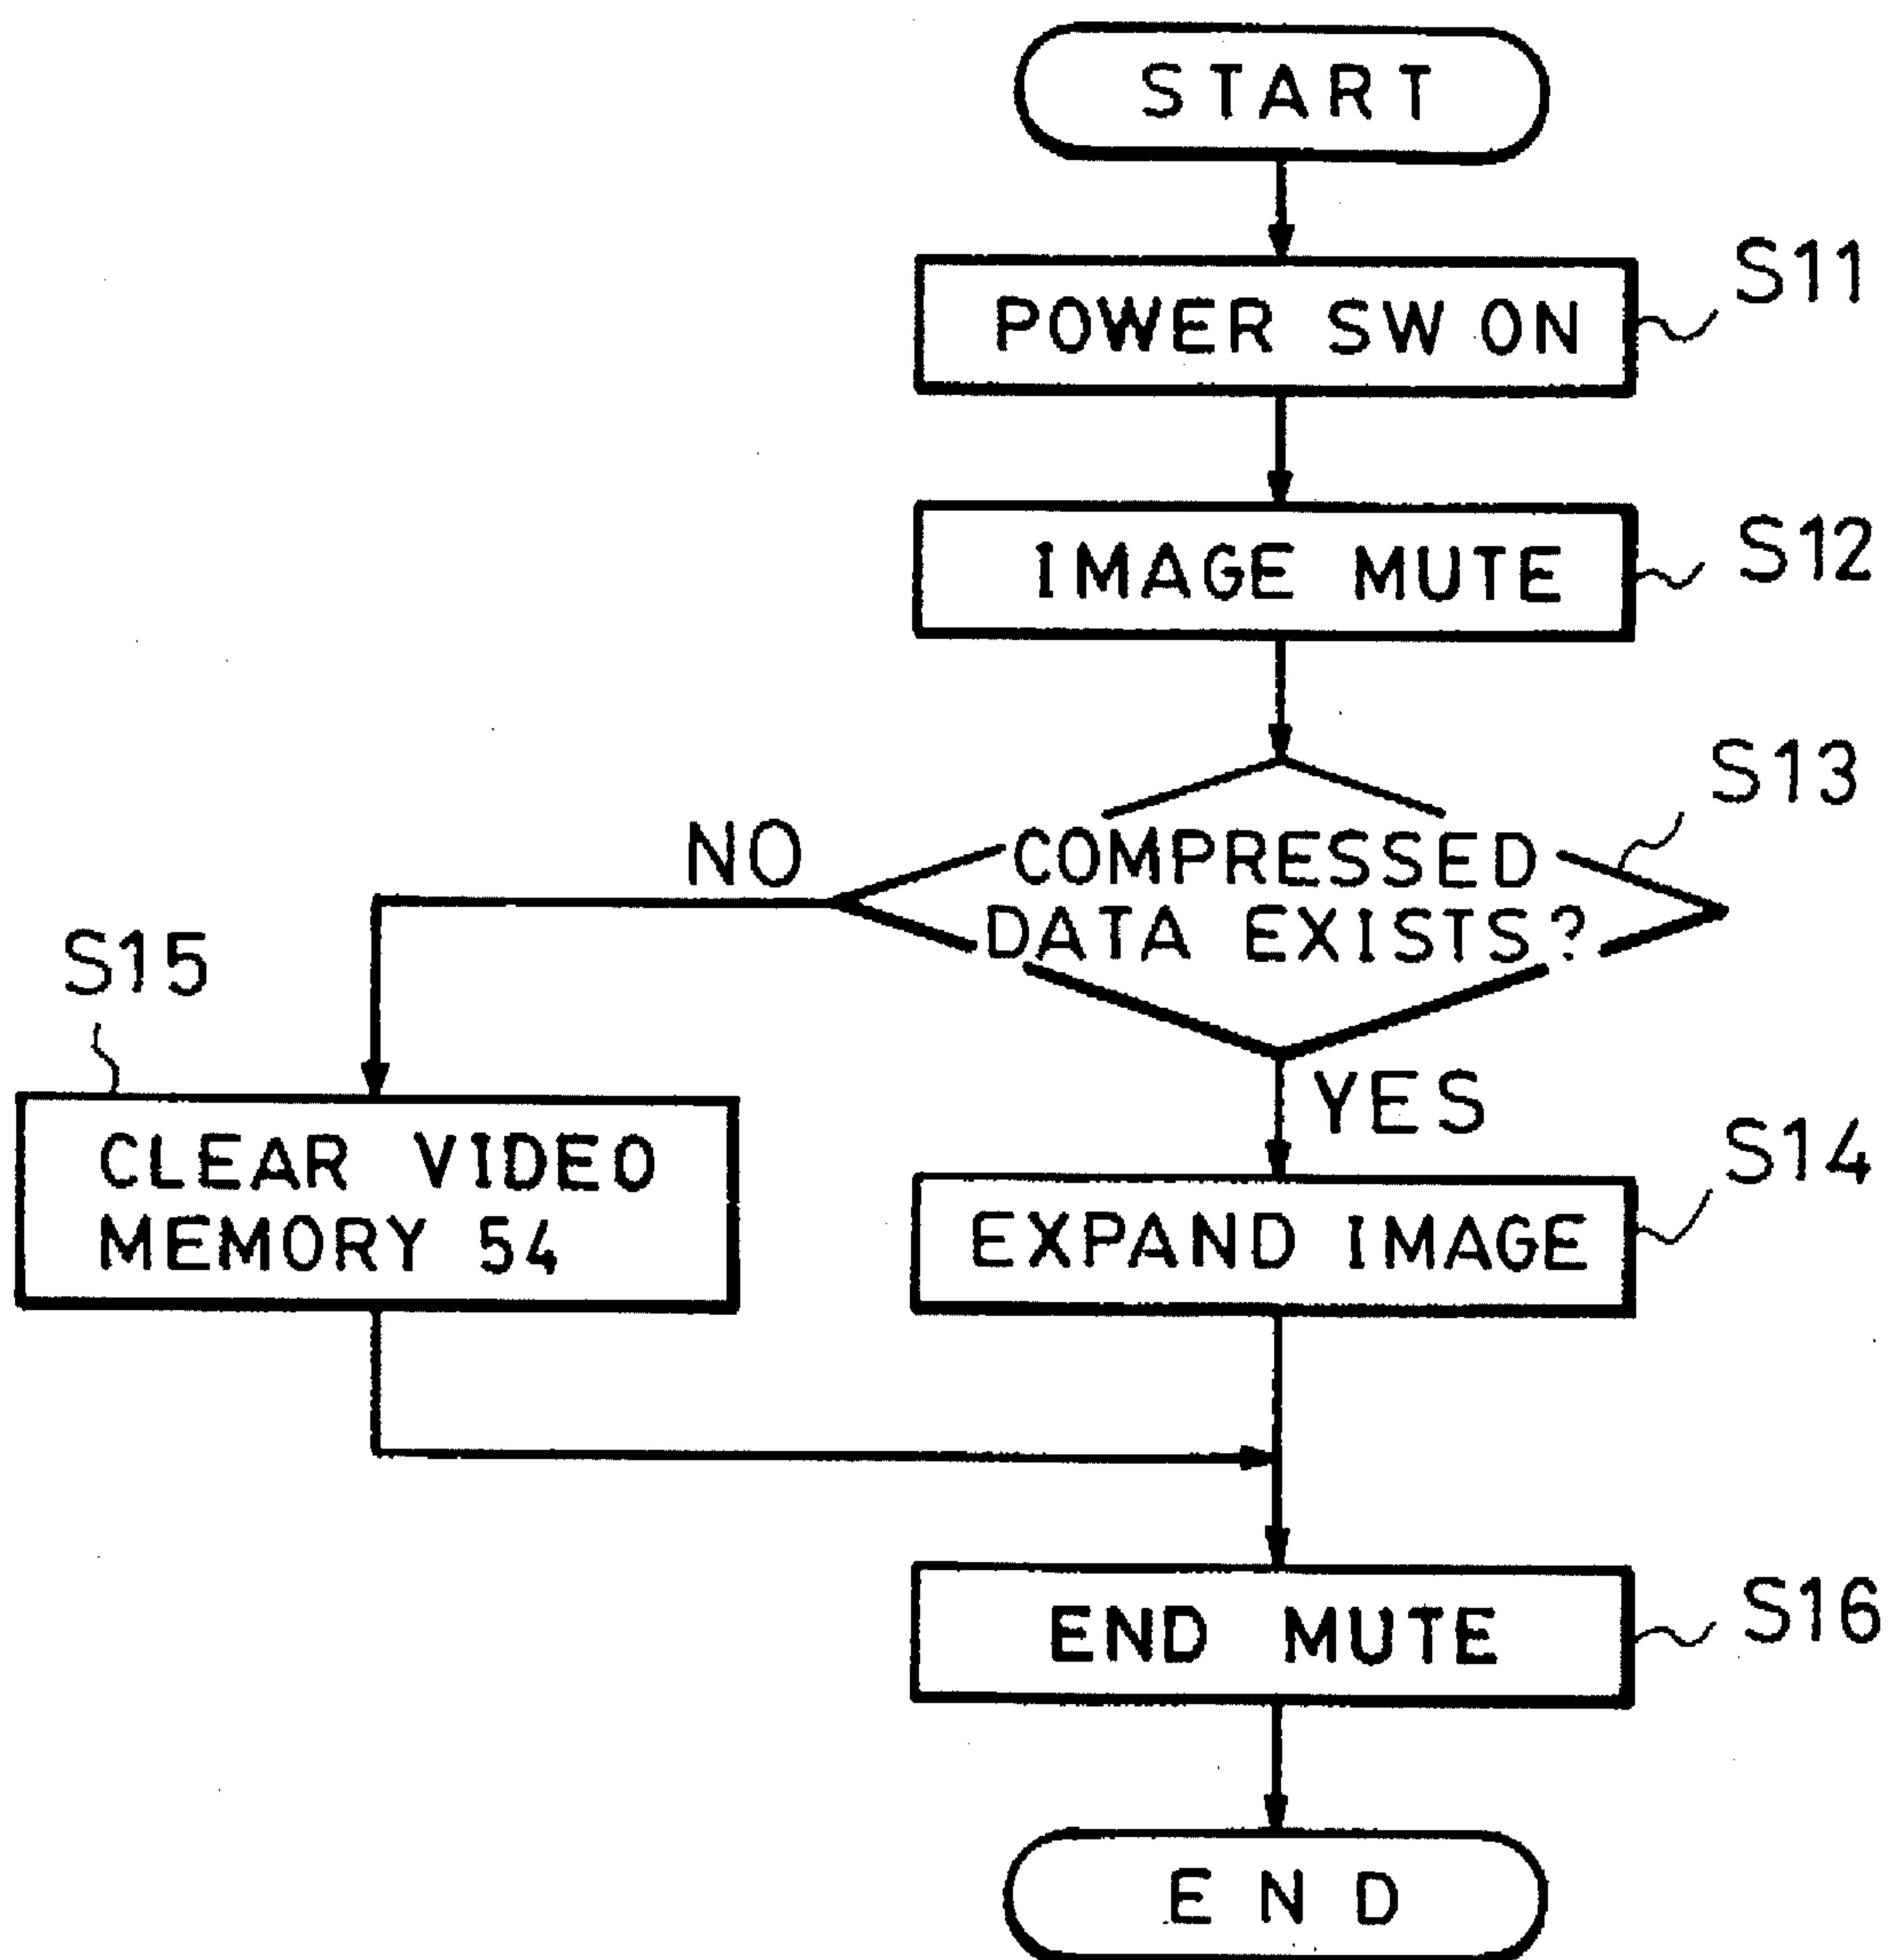 START
POWER SW ON
S11
IMAGE MUTE
S12
S13
NO
COMPRESSED
DATA EXISTS?
S15
YES
CLEAR VIDEO
MEMORY 54
S14
EXPAND IMAGE
END MUTE
S16
END